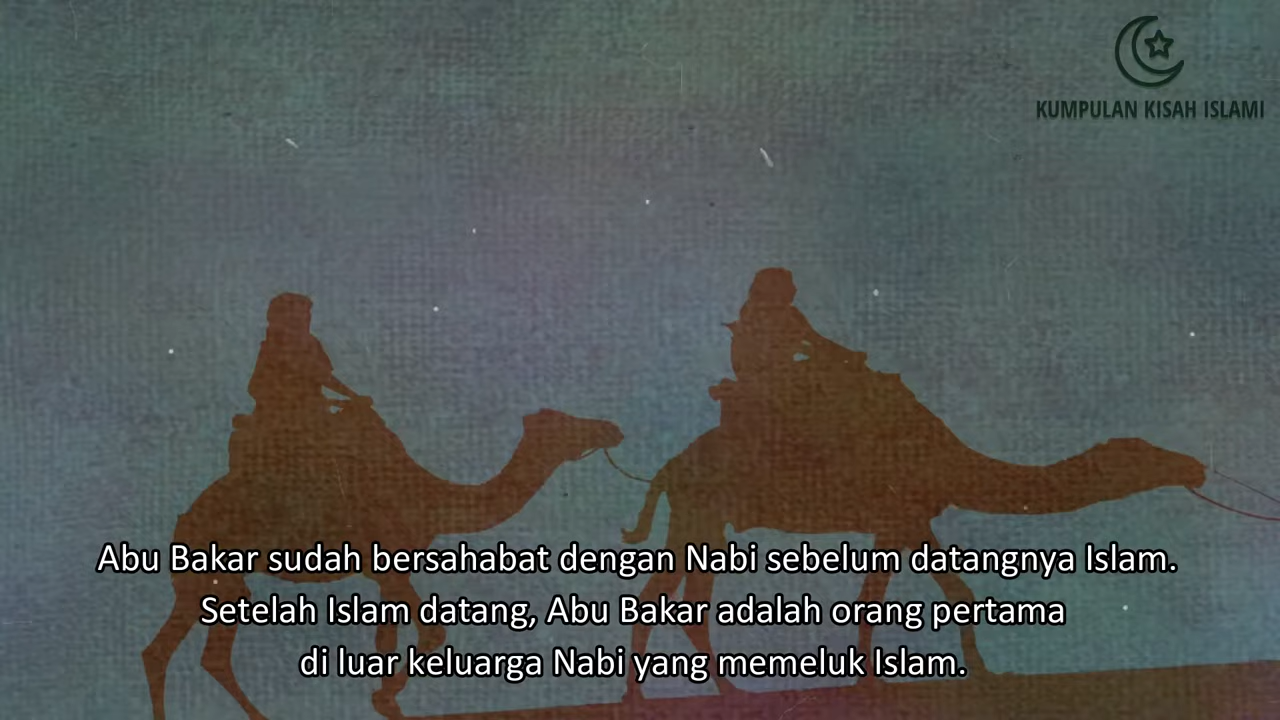 KUMPULAN KISAH ISLAMI
Abu Bakar sudah bersahabat dengan Nabi sebelum datangnya Islam.
Setelah Islam datang, Abu Bakar adalah orang pertama
di luar keluarga Nabi yang memeluk Islam.